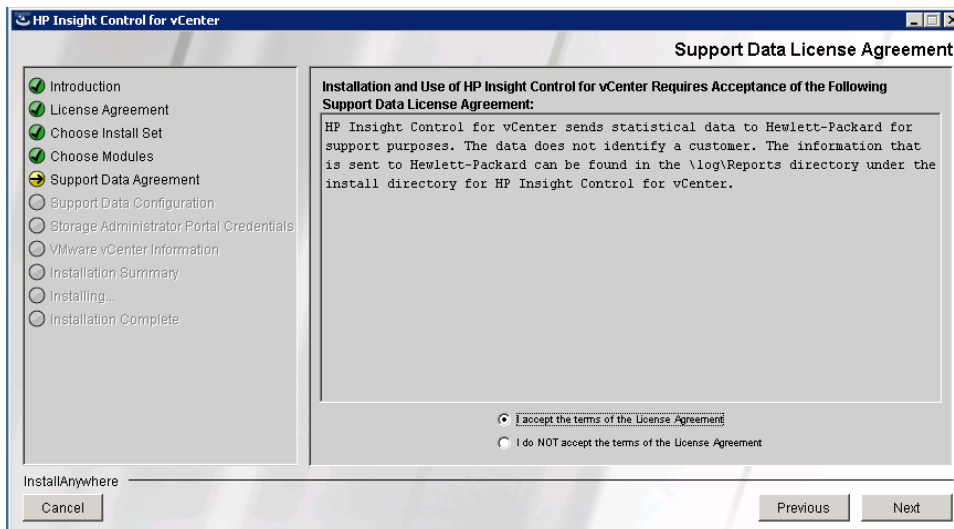 HP Insight Control for vCenter
Support Data License Agreement
Introduction
License Agreement
Choose Install Set
Choose Modules
Support Data Agreement
Support Data Configuration
Storage Administrator Portal Credentials
VMware vCenter Information
Installation Summary
Installing...
Installation Complete
Installation and Use of HP Insight Control for vCenter Requires Acceptance of the Following
Support Data License Agreement:
HP Insight Control for vCenter sends statistical data to Hewlett-Packard for
support purposes. The data does not identify a customer. The information that
is sent to Hewlett-Packard can be found in the \log\Reports directory under the
install directory for HP Insight Control for vCenter.
I accept the terms of the License Agreement
I do NOT accept the terms of the License Agreement
InstallAnywhere
Cancel
Previous
Next